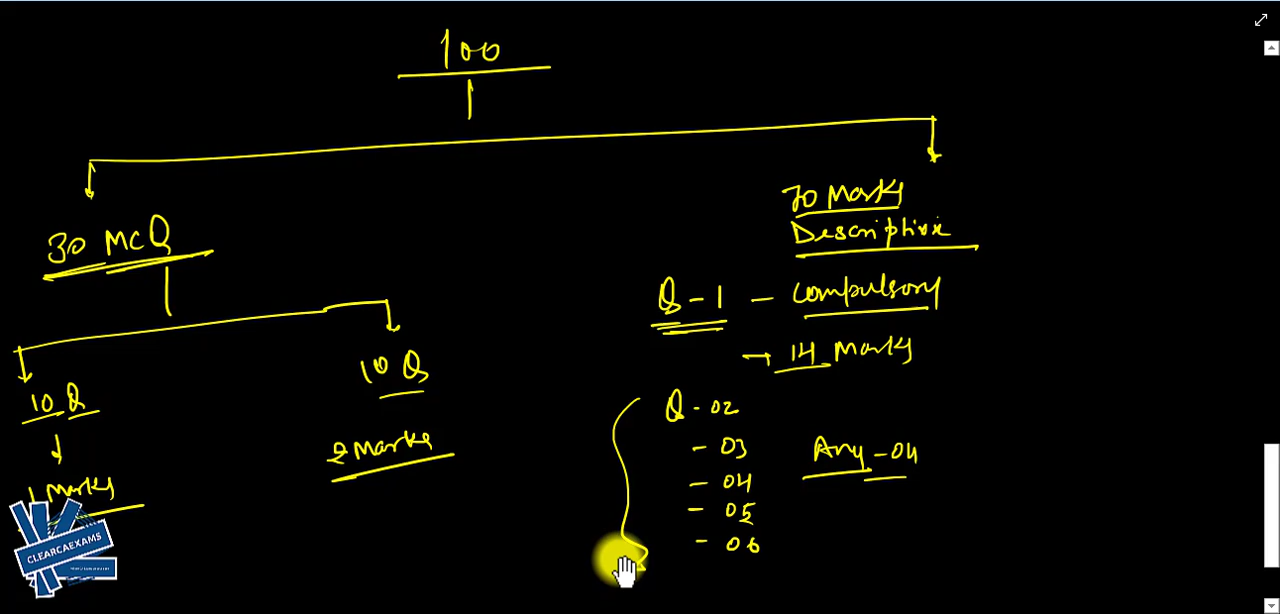 100
30 MCQ
10 Q
1 Marks
10 Q
2 Marks
70 Marks
Descriptive
Q-1 - Compulsory
→ 14 Marks
Q-02
- 03
- 04
- 05
- 06
Any-04
CLEARCAEXAMS